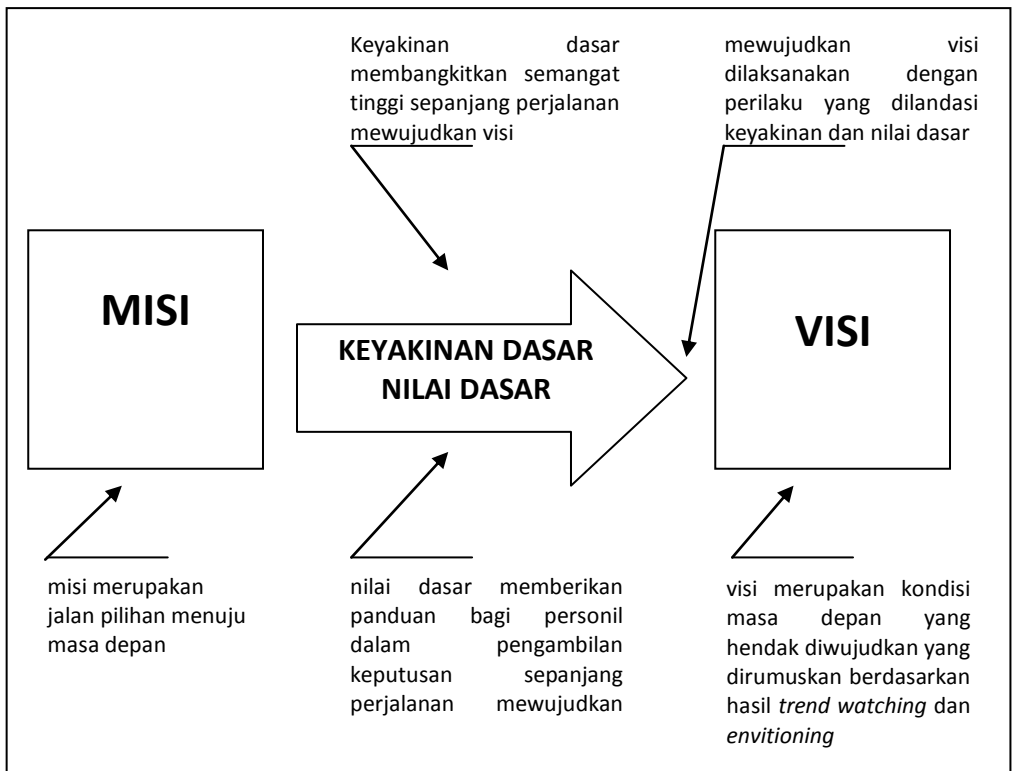 Keyakinan dasar
membangkitkan semangat
tinggi sepanjang perjalanan
mewujudkan visi
mewujudkan visi
dilaksanakan dengan
perilaku yang dilandasi
keyakinan dan nilai dasar
MISI
KEYAKINAN DASAR
NILAI DASAR
VISI
misi merupakan
jalan pilihan menuju
masa depan
nilai dasar memberikan
panduan bagi personil
dalam pengambilan
keputusan sepanjang
perjalanan mewujudkan
visi merupakan kondisi
masa depan yang
hendak diwujudkan yang
dirumuskan berdasarkan
hasil trend watching dan
envitioning